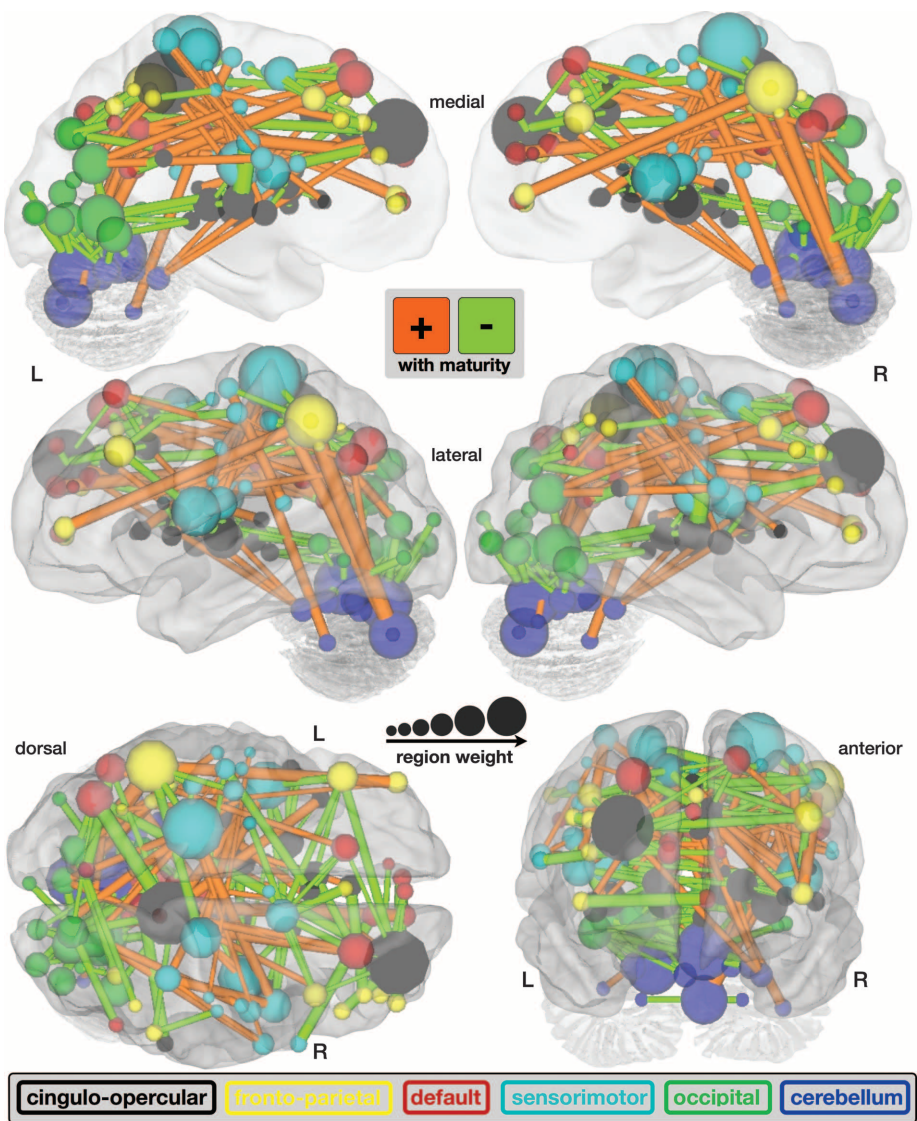 medial
+ -
with maturity
L
R
lateral
L
dorsal
region weight
anterior
L
R
R
cingulo-opercular fronto-parietal default sensorimotor occipital cerebellum